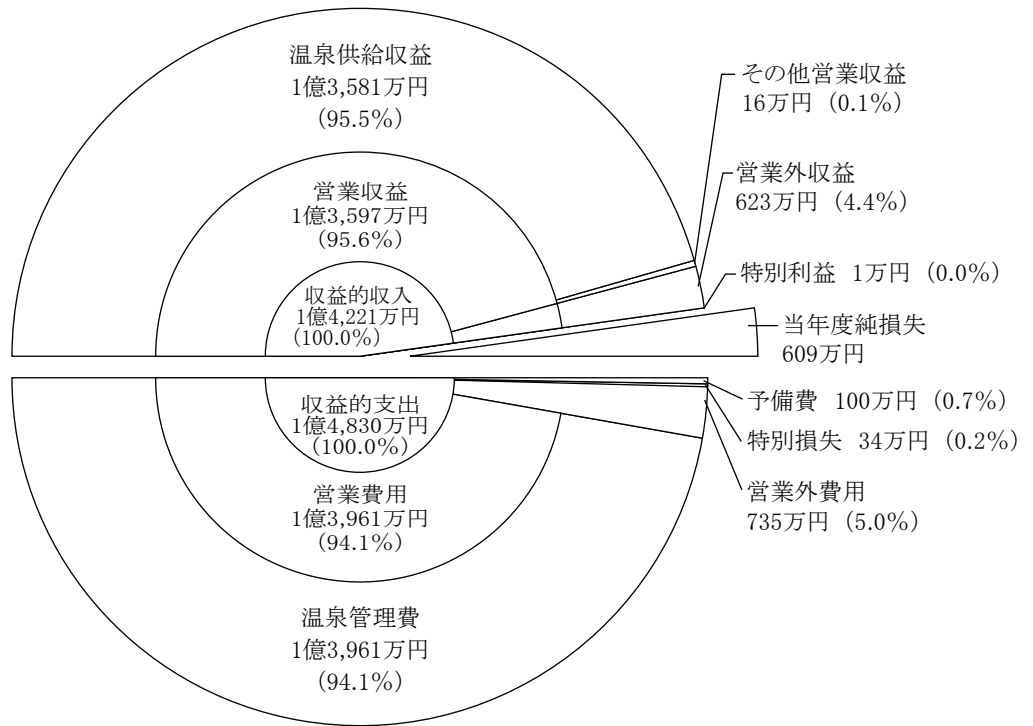 温泉供給収益
1億3,581万円
（95.5%）
その他営業収益
16万円（0.1%）
営業収益
1億3,597万円
（95.6%）
営業外収益
623万円（4.4%）
特別利益 1万円（0.0%）
収益的収入
1億4,221万円
（100.0%）
当年度純損失
609万円
予備費 100万円（0.7%）
特別損失 34万円（0.2%）
営業外費用
735万円（5.0%）
収益的支出
1億4,830万円
（100.0%）
営業費用
1億3,961万円
（94.1%）
温泉管理費
1億3,961万円
（94.1%）